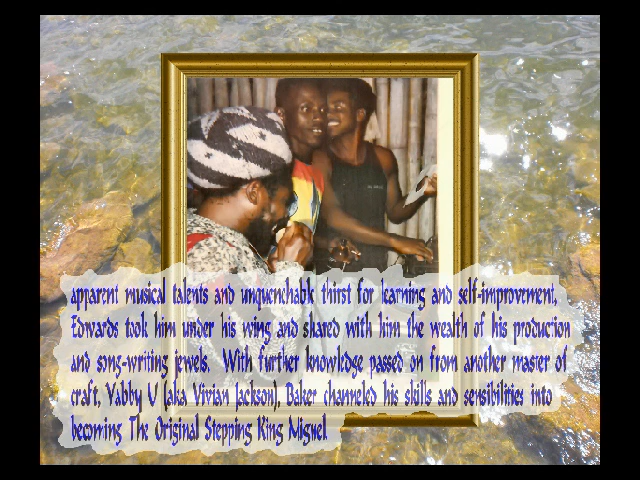 apparent musical talents and unquenchable thirst for learning and self-improvement,
Edwards took him under his wing and shared with him the wealth of his production
and song-writing jewels. With further knowledge passed on from another master of
craft, Yabby U (aka Vivian Jackson), Baker channeled his skills and sensibilities into
becoming The Original Stepping King Miguel.